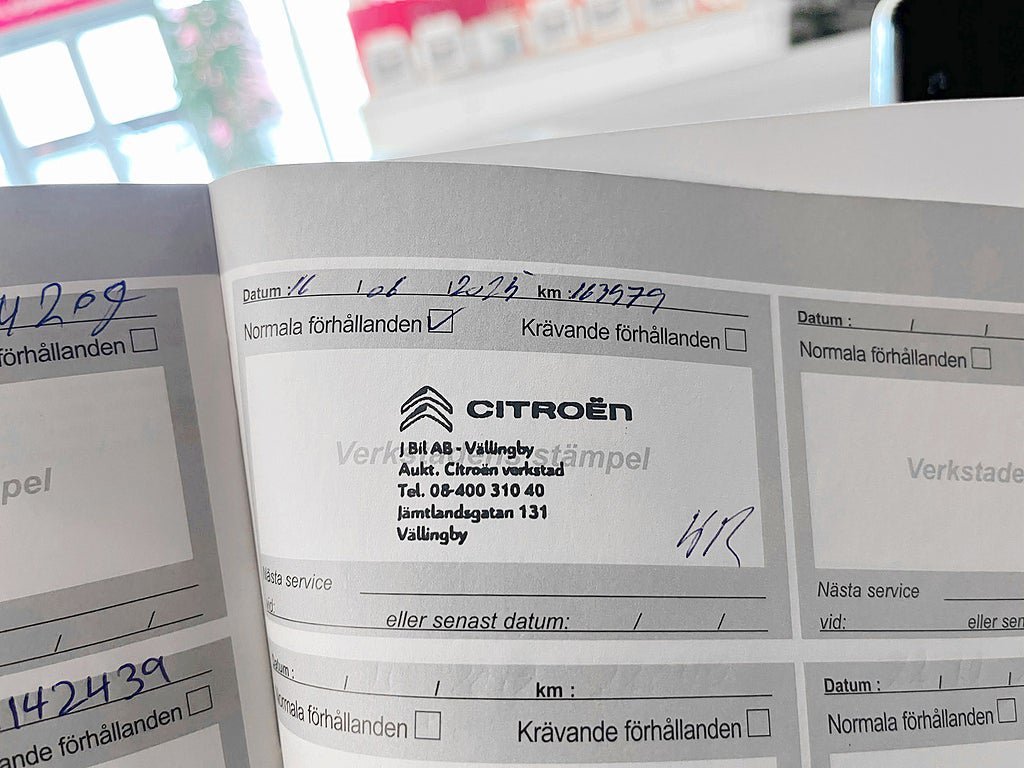 4209
förhållanden
pel
142439
ande förhållanden
Datum : 16 / 06 / 2025 km : 163979
Normala förhållanden Krävande förhållanden
Verkstadens stämpel
CITROËN
J Bil AB - Vällingby
Aukt. Citroën verkstad
Tel. 08-400 310 40
Jämtlandsgatan 131
Vällingby
Nästa service
vid: eller senast datum: / /
Datum : / / km :
Normala förhållanden Krävande förhållanden
Datum : / /
Normala förhållanden
Verkstade
Nästa service
vid: eller sen
Datum : / /
Normala förhållanden